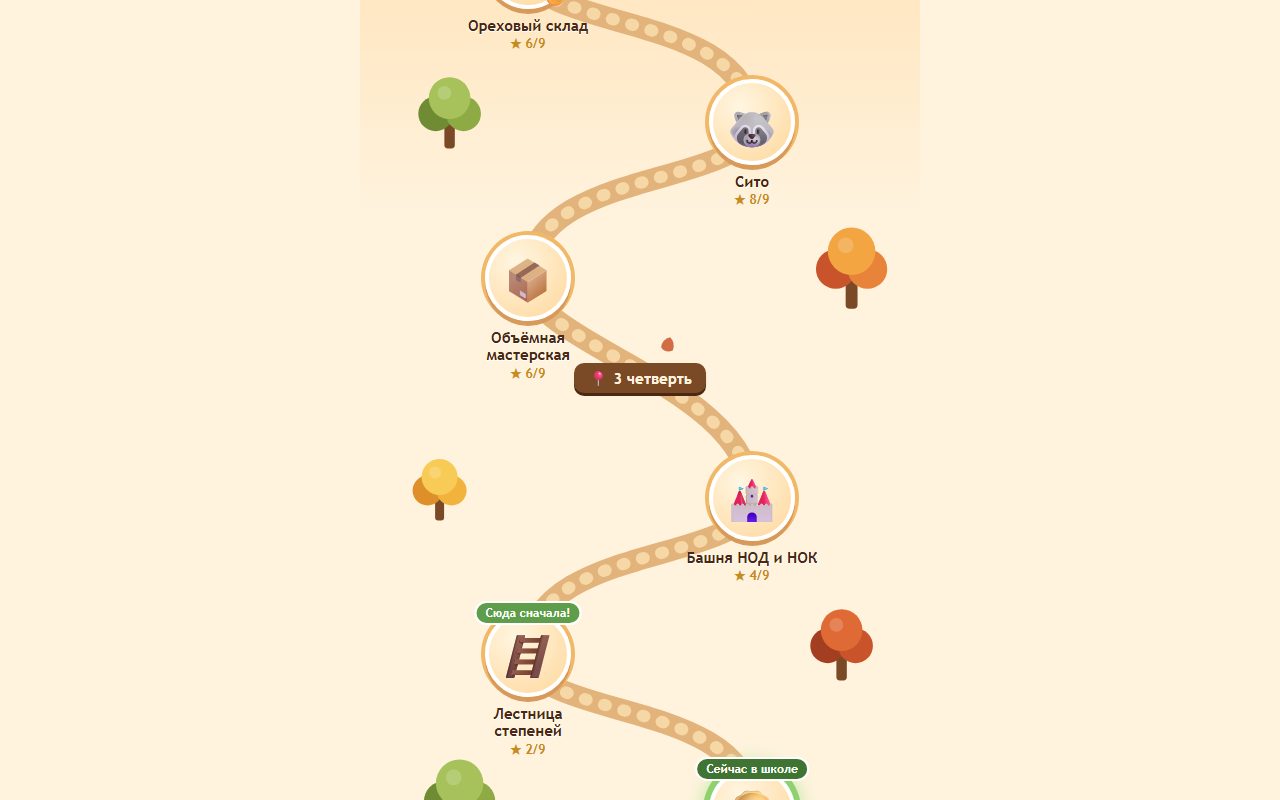 Ореховый склад
★ 6/9
Сито
★ 8/9
Объёмная
мастерская
★ 6/9
3 четверть
Башня НОД и НОК
★ 4/9
Сюда сначала!
Лестница
степеней
★ 2/9
Сейчас в школе